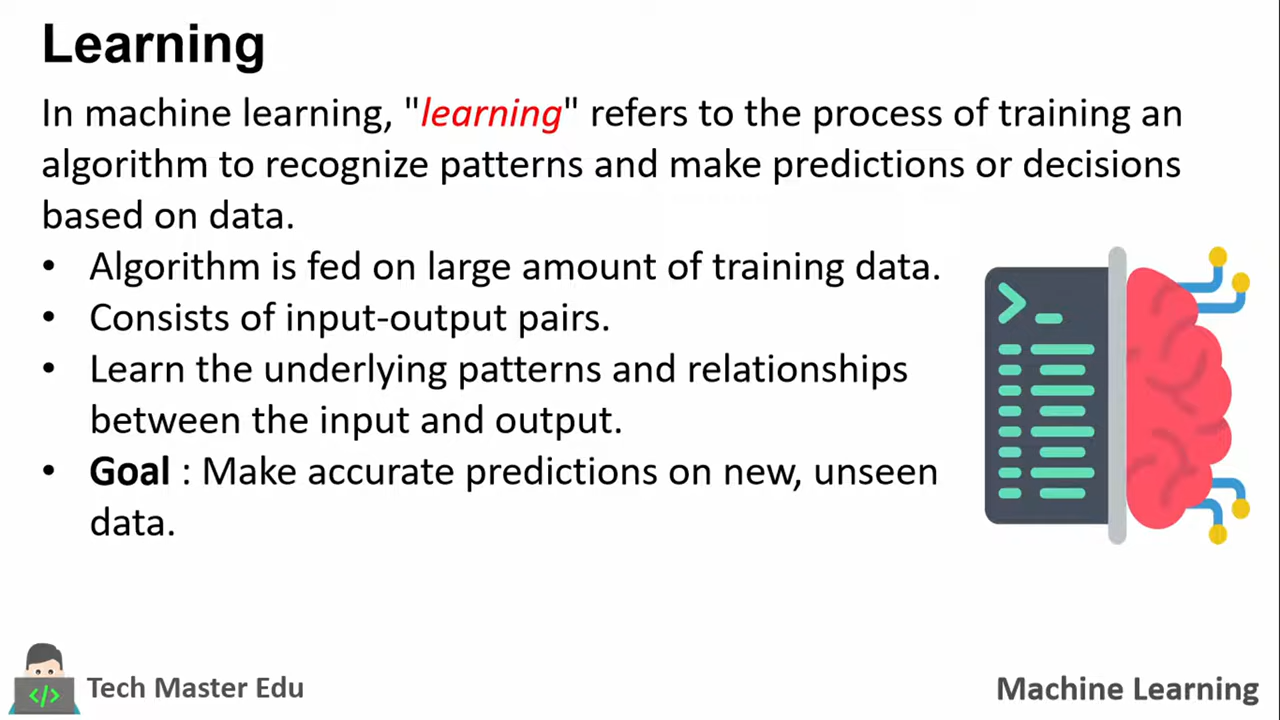 Learning
In machine learning, "learning" refers to the process of training an
algorithm to recognize patterns and make predictions or decisions
based on data.
• Algorithm is fed on large amount of training data.
• Consists of input-output pairs.
• Learn the underlying patterns and relationships
between the input and output.
• Goal : Make accurate predictions on new, unseen
data.
>_
</>
Tech Master Edu
Machine Learning